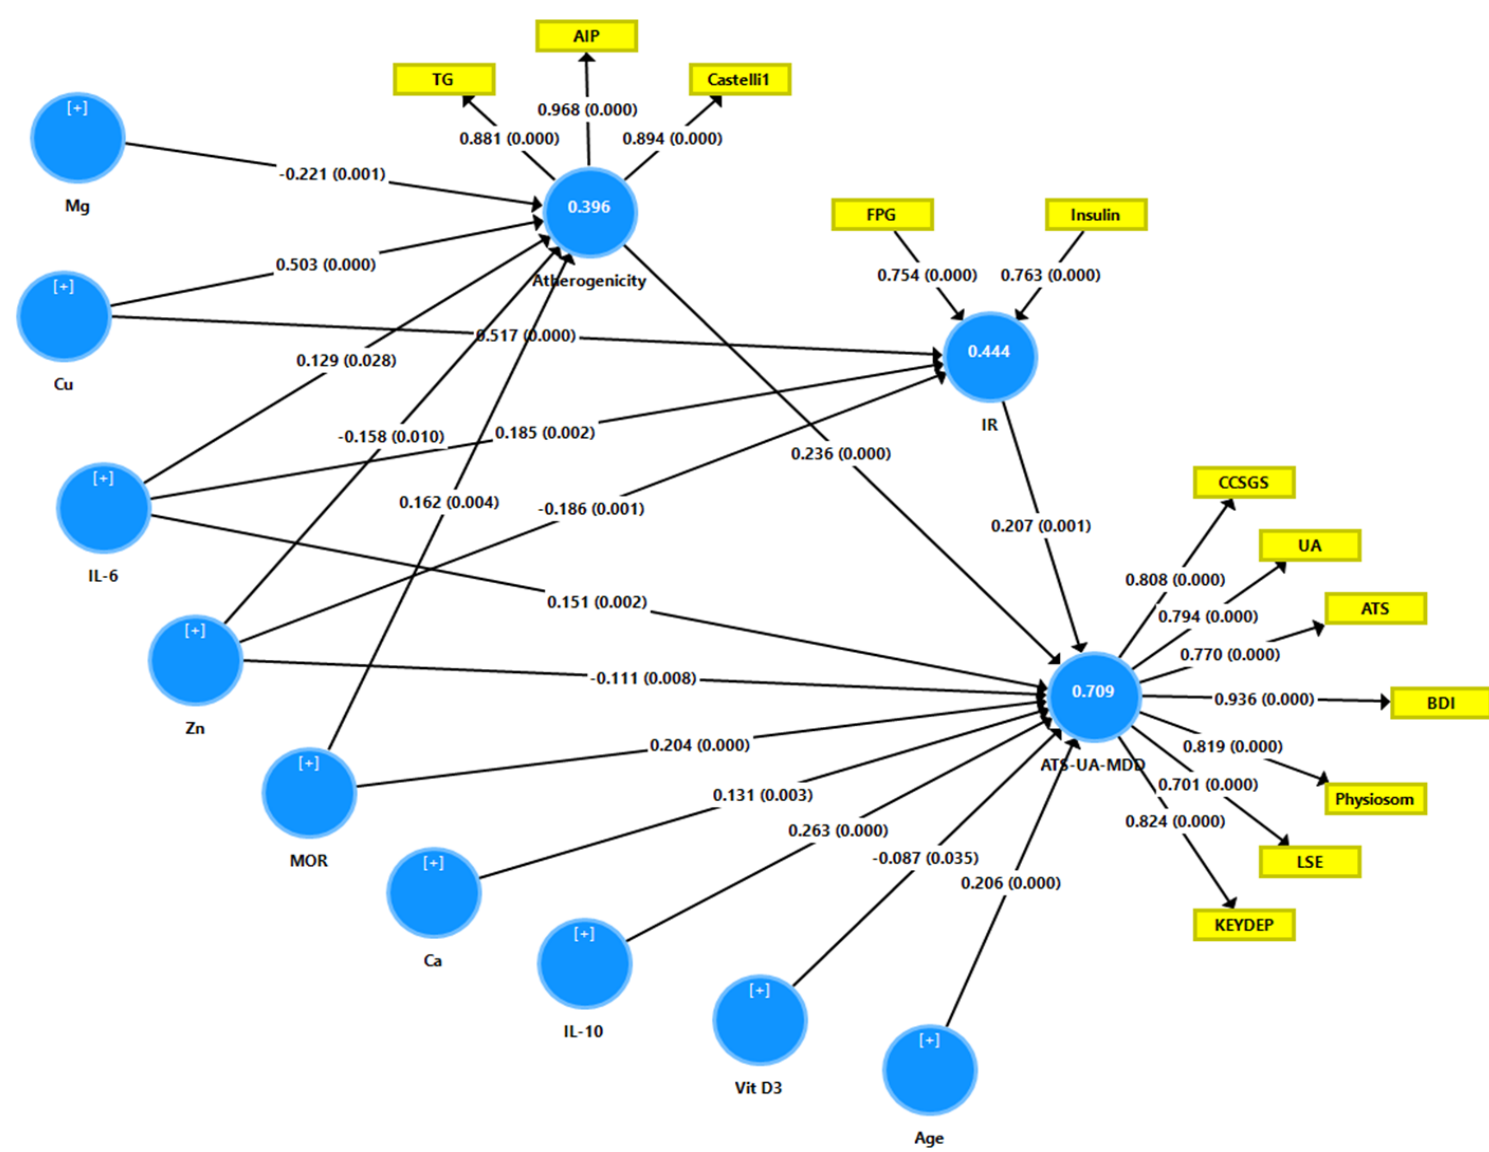 AIP
TG
Castelli1
0.968 (0.000)
0.881 (0.000)
0.894 (0.000)
[+]
Mg
-0.221 (0.001)
0.396
Atherogenicity
FPG
Insulin
0.754 (0.000)
0.763 (0.000)
[+]
Cu
0.503 (0.000)
0.517 (0.000)
0.444
IR
0.129 (0.028)
-0.158 (0.010)
0.185 (0.002)
0.236 (0.000)
[+]
IL-6
0.162 (0.004)
-0.186 (0.001)
0.207 (0.001)
CCSGS
UA
0.808 (0.000)
0.151 (0.002)
ATS
0.794 (0.000)
[+]
Zn
0.770 (0.000)
-0.111 (0.008)
0.709
0.936 (0.000)
BDI
0.204 (0.000)
0.819 (0.000)
[+]
MOR
ATS-UA-MDD
0.701 (0.000)
Physiosom
0.131 (0.003)
0.824 (0.000)
0.263 (0.000)
-0.087 (0.035)
LSE
[+]
Ca
0.206 (0.000)
KEYDEP
[+]
IL-10
[+]
Vit D3
[+]
Age